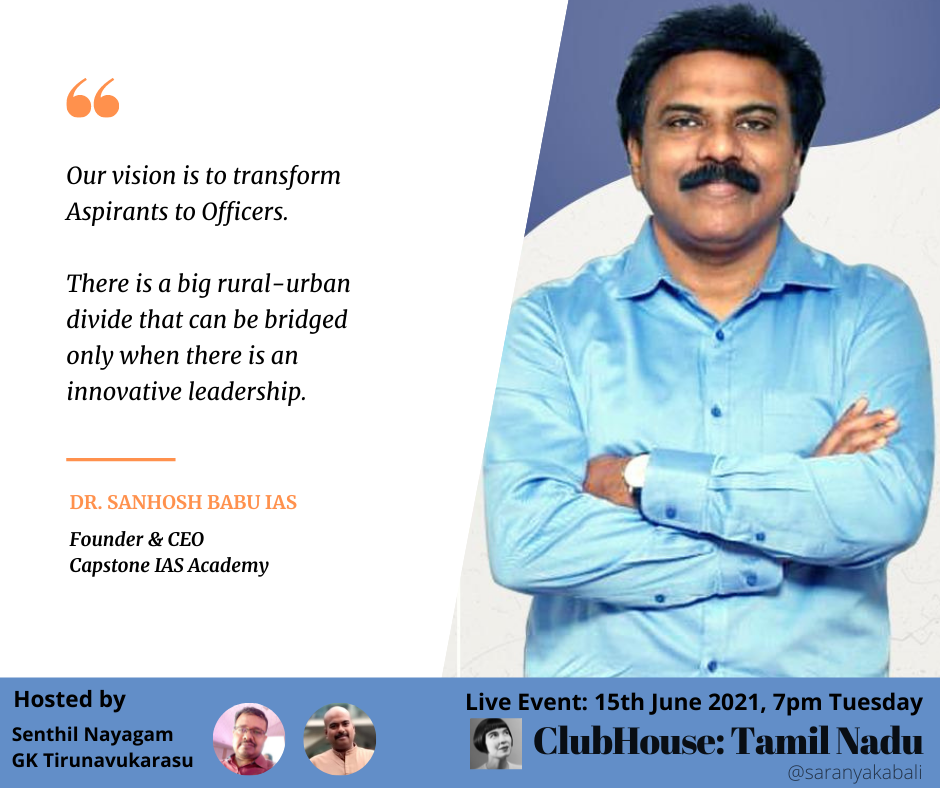 Our vision is to transform
Aspirants to Officers.
There is a big rural-urban
divide that can be bridged
only when there is an
innovative leadership.
DR. SANHOSH BABU IAS
Founder & CEO
Capstone IAS Academy
Hosted by
Senthil Nayagam
GK Tirunavukarasu
Live Event: 15th June 2021, 7pm Tuesday
ClubHouse: Tamil Nadu
@saranyakabali